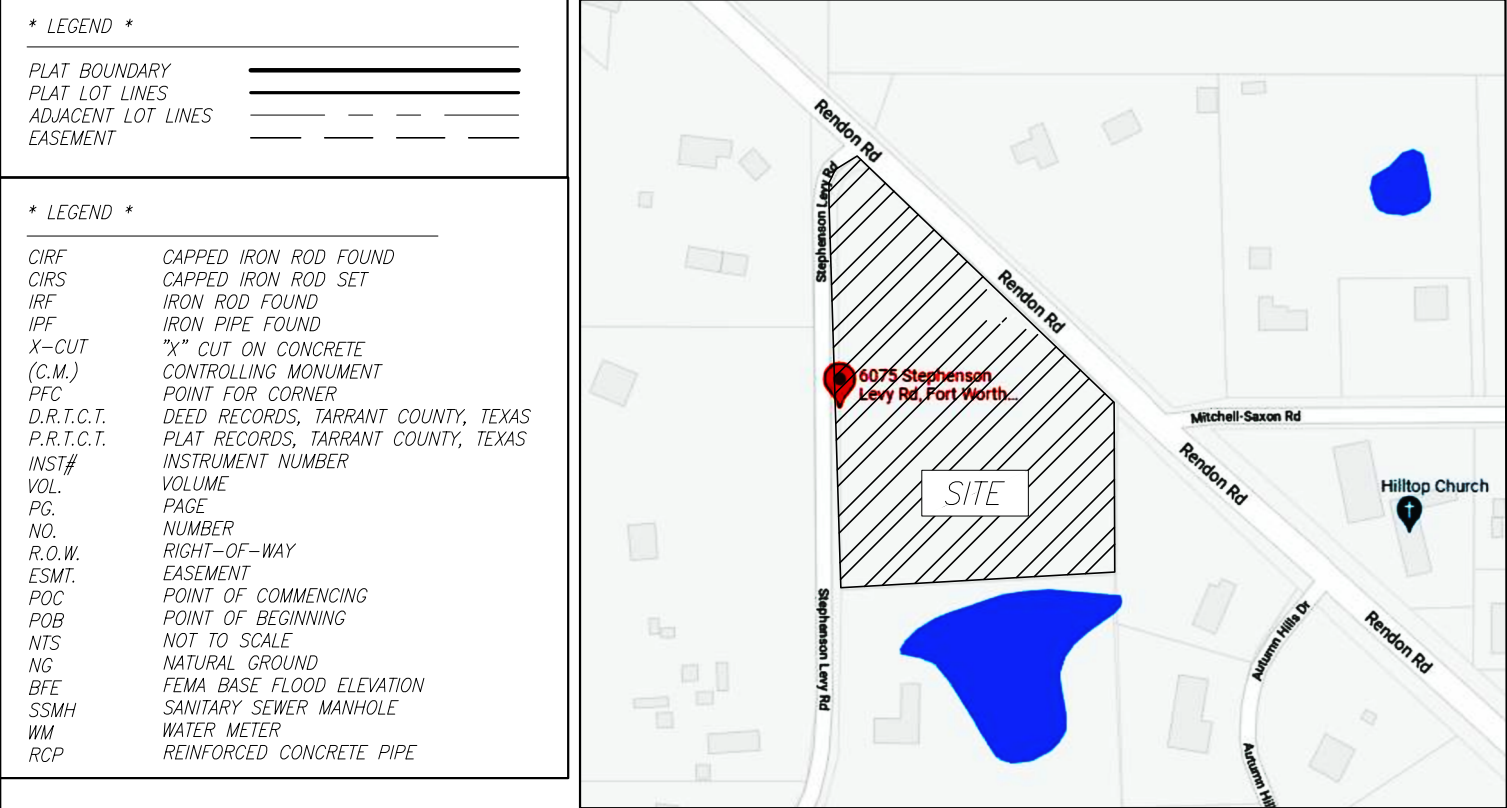 * LEGEND *
PLAT BOUNDARY
PLAT LOT LINES
ADJACENT LOT LINES
EASEMENT
* LEGEND *
CIRF CAPPED IRON ROD FOUND
CIRS CAPPED IRON ROD SET
IRF IRON ROD FOUND
IPF IRON PIPE FOUND
X-CUT "X" CUT ON CONCRETE
(C.M.) CONTROLLING MONUMENT
PFC POINT FOR CORNER
D.R.T.C.T. DEED RECORDS, TARRANT COUNTY, TEXAS
P.R.T.C.T. PLAT RECORDS, TARRANT COUNTY, TEXAS
INST# INSTRUMENT NUMBER
VOL. VOLUME
PG. PAGE
NO. NUMBER
R.O.W. RIGHT-OF-WAY
ESMT. EASEMENT
POC POINT OF COMMENCING
POB POINT OF BEGINNING
NTS NOT TO SCALE
NG NATURAL GROUND
BFE FEMA BASE FLOOD ELEVATION
SSMH SANITARY SEWER MANHOLE
WM WATER METER
RCP REINFORCED CONCRETE PIPE
Rendon Rd
Stephenson Levy Rd
Rendon Rd
6075 Stephenson
Levy Rd, Fort Worth...
Mitchell-Saxon Rd
Rendon Rd
SITE
Hilltop Church
Stephenson Levy Rd
Autumn Hills Dr
Rendon Rd
Autumn Hil